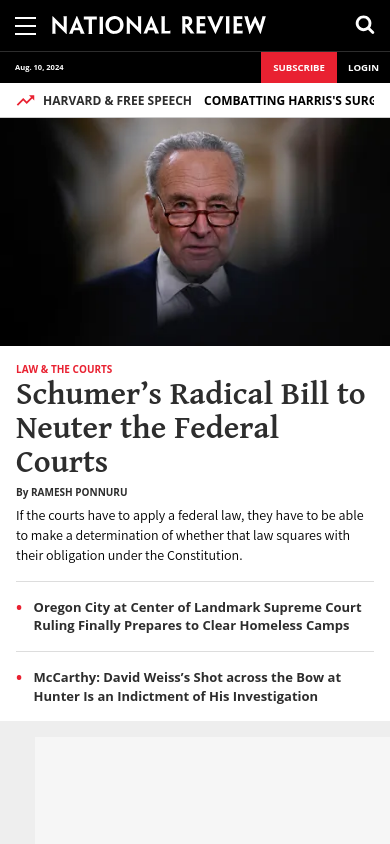 NATIONAL REVIEW
Aug. 10, 2024
SUBSCRIBE
LOGIN
HARVARD & FREE SPEECH
COMBATTING HARRIS'S SURG
LAW & THE COURTS
Schumer’s Radical Bill to
Neuter the Federal
Courts
By RAMESH PONNURU
If the courts have to apply a federal law, they have to be able
to make a determination of whether that law squares with
their obligation under the Constitution.
Oregon City at Center of Landmark Supreme Court
Ruling Finally Prepares to Clear Homeless Camps
McCarthy: David Weiss’s Shot across the Bow at
Hunter Is an Indictment of His Investigation